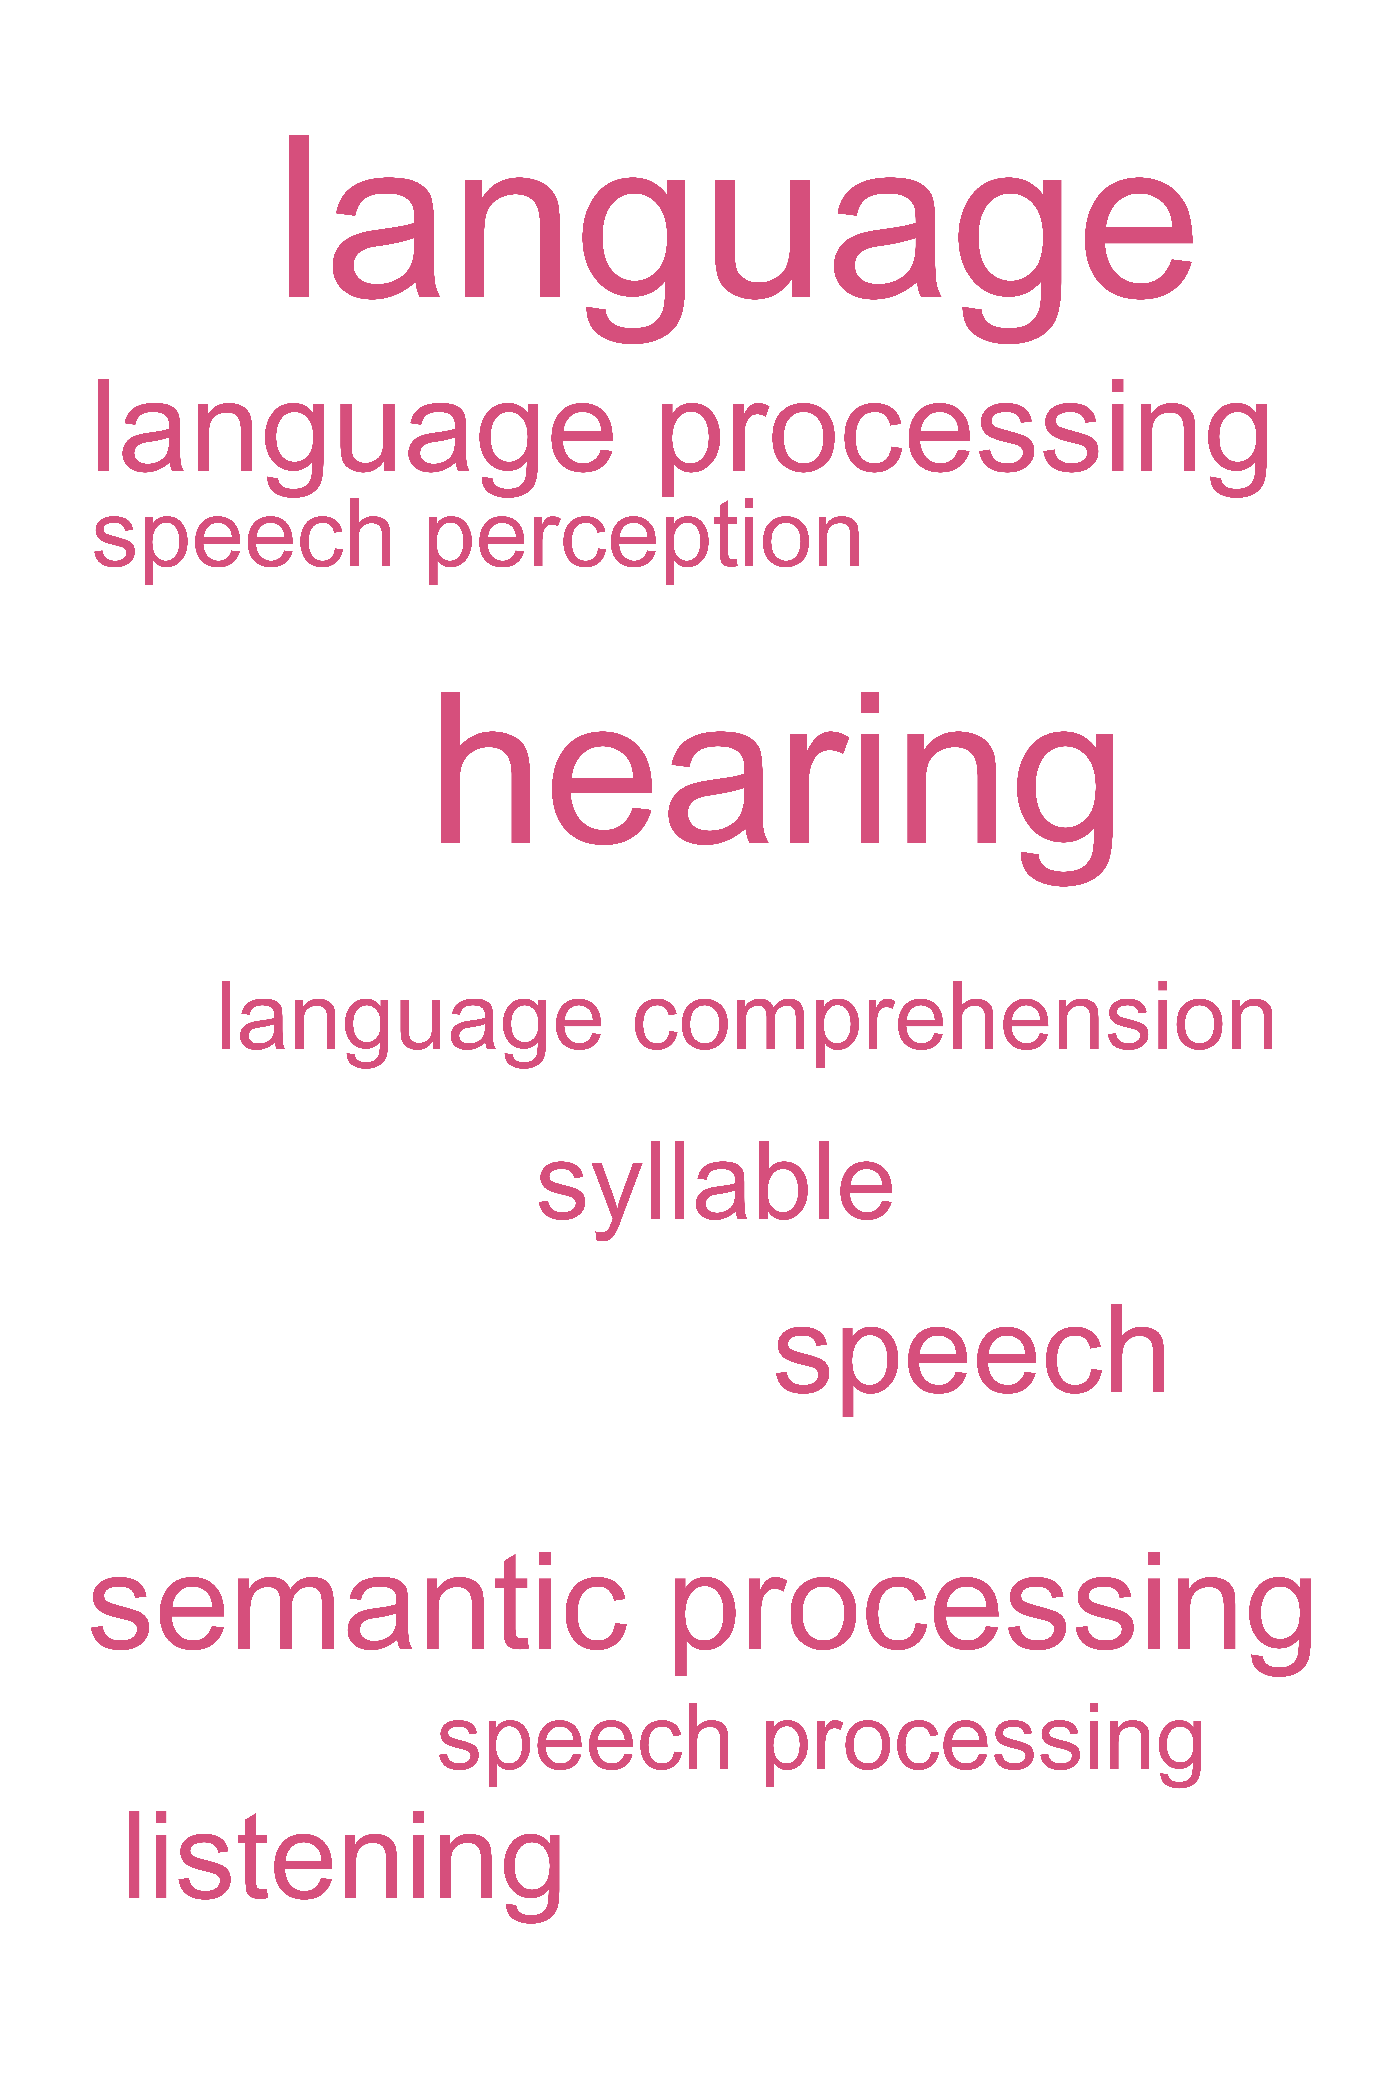 language
language processing
speech perception
hearing
language comprehension
syllable
speech
semantic processing
speech processing
listening